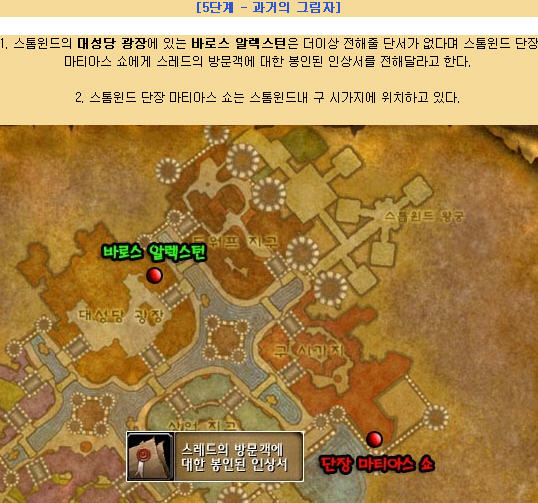 [5단계 - 과거의 그림자]
1. 스톰윈드의 대성당 광장에 있는 바로스 알렉스턴은 더이상 전해줄 단서가 없다며 스톰윈드 단장
마티아스 쇼에게 스레드의 방문객에 대한 봉인된 인상서를 전해달라고 한다.
2. 스톰윈드 단장 마티아스 쇼는 스톰윈드내 구 시가지에 위치하고 있다.
스톰윈드 왕궁
드워프 지구
바로스 알렉스턴
대성당 광장
구 시가지
상업 지구
스레드의 방문객에
대한 봉인된 인상서
단장 마티아스 쇼